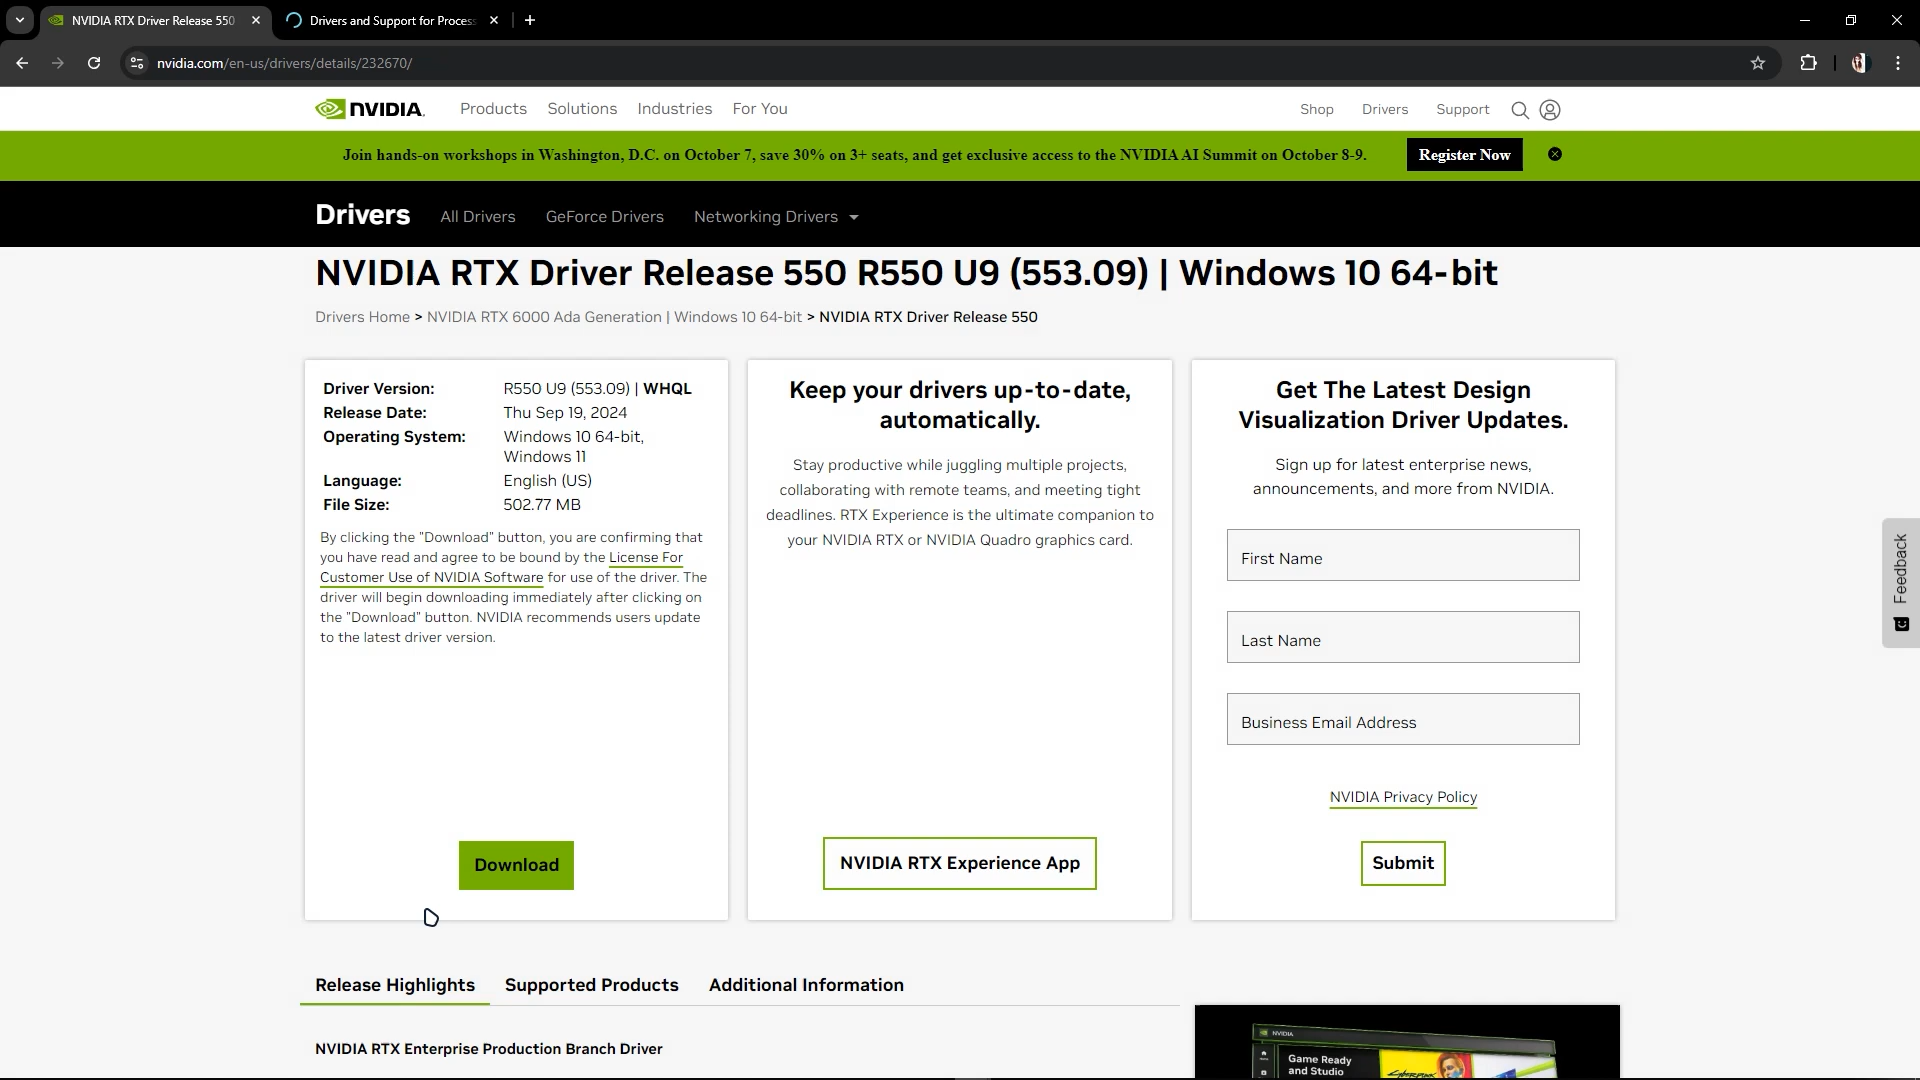 NVIDIA RTX Driver Release 550
Drivers and Support for Process
nvidia.com/en-us/drivers/details/232670/
NVIDIA.
Products Solutions Industries For You
Shop Drivers Support
Join hands-on workshops in Washington, D.C. on October 7, save 30% on 3+ seats, and get exclusive access to the NVIDIA AI Summit on October 8-9.
Register Now
Drivers All Drivers GeForce Drivers Networking Drivers
NVIDIA RTX Driver Release 550 R550 U9 (553.09) | Windows 10 64-bit
Drivers Home > NVIDIA RTX 6000 Ada Generation | Windows 10 64-bit > NVIDIA RTX Driver Release 550
Driver Version: R550 U9 (553.09) | WHQL
Release Date: Thu Sep 19, 2024
Operating System: Windows 10 64-bit,
Windows 11
Language: English (US)
File Size: 502.77 MB
By clicking the "Download" button, you are confirming that
you have read and agree to be bound by the License For
Customer Use of NVIDIA Software for use of the driver. The
driver will begin downloading immediately after clicking on
the "Download" button. NVIDIA recommends users update
to the latest driver version.
Download
Keep your drivers up-to-date,
automatically.
Stay productive while juggling multiple projects,
collaborating with remote teams, and meeting tight
deadlines. RTX Experience is the ultimate companion to
your NVIDIA RTX or NVIDIA Quadro graphics card.
NVIDIA RTX Experience App
Get The Latest Design
Visualization Driver Updates.
Sign up for latest enterprise news,
announcements, and more from NVIDIA.
First Name
Last Name
Business Email Address
NVIDIA Privacy Policy
Submit
Feedback
Release Highlights Supported Products Additional Information
NVIDIA RTX Enterprise Production Branch Driver
NVIDIA
Game Ready
and Studio